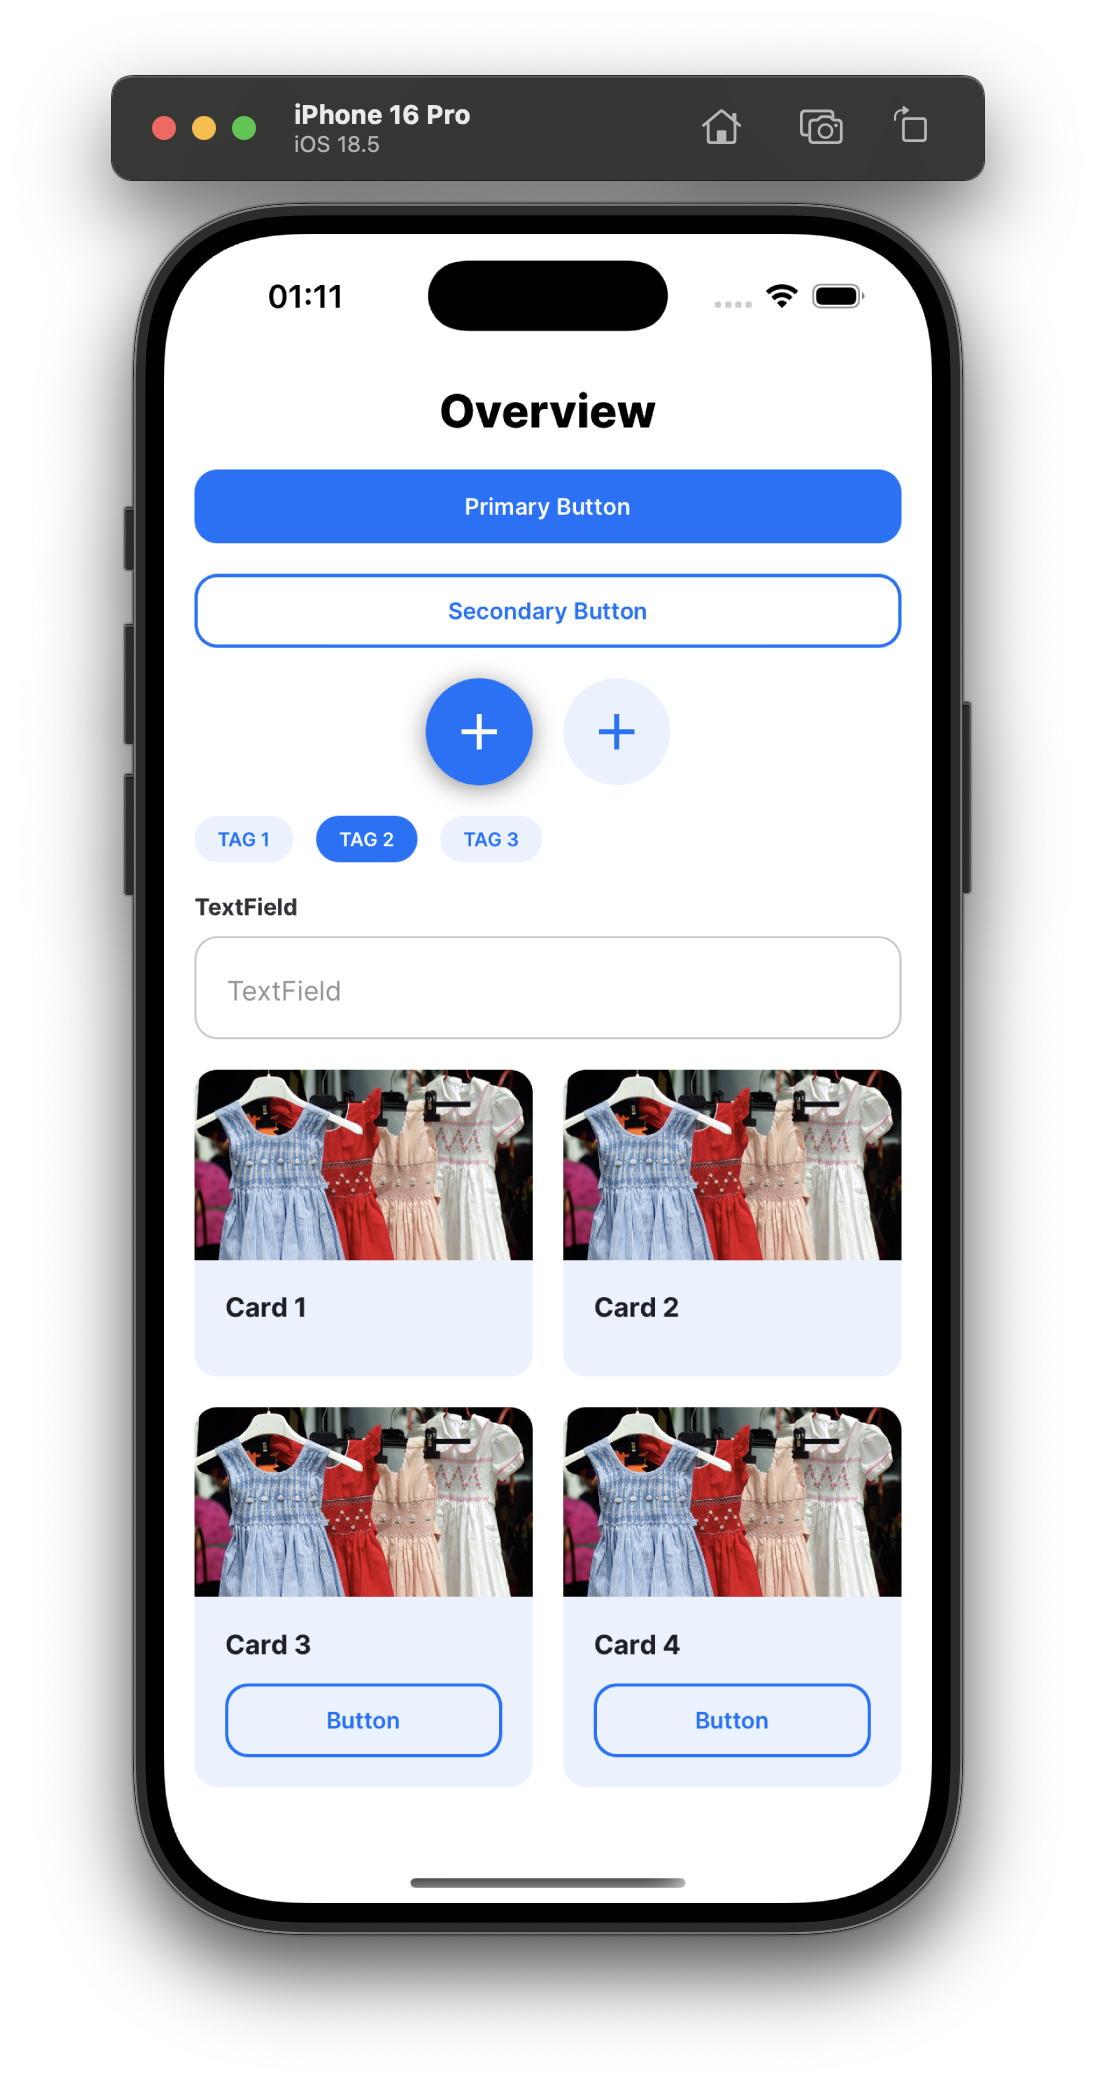 iPhone 16 Pro
iOS 18.5
01:11
Overview
Primary Button
Secondary Button
TAG 1 TAG 2 TAG 3
TextField
TextField
Card 1 Card 2
Card 3 Card 4
Button Button